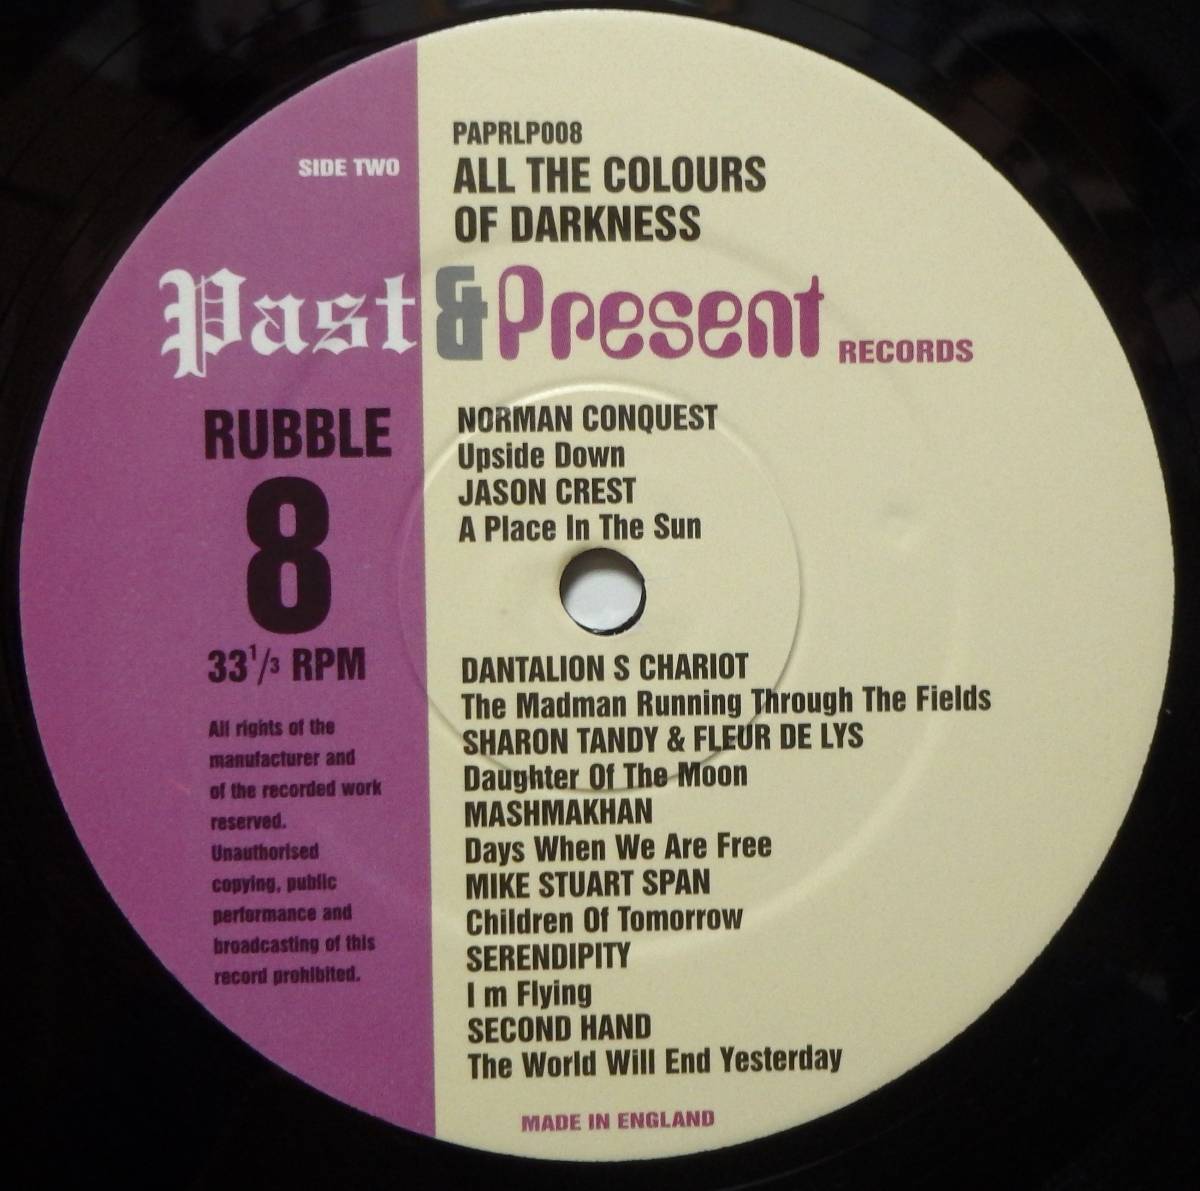 PAPRLP008
SIDE TWO
ALL THE COLOURS
OF DARKNESS
Past & Present RECORDS
RUBBLE
8
33 1/3 RPM
All rights of the
manufacturer and
of the recorded work
reserved.
Unauthorised
copying, public
performance and
broadcasting of this
record prohibited.
NORMAN CONQUEST
Upside Down
JASON CREST
A Place In The Sun
DANTALION S CHARIOT
The Madman Running Through The Fields
SHARON TANDY & FLEUR DE LYS
Daughter Of The Moon
MASHMAKHAN
Days When We Are Free
MIKE STUART SPAN
Children Of Tomorrow
SERENDIPITY
I m Flying
SECOND HAND
The World Will End Yesterday
MADE IN ENGLAND